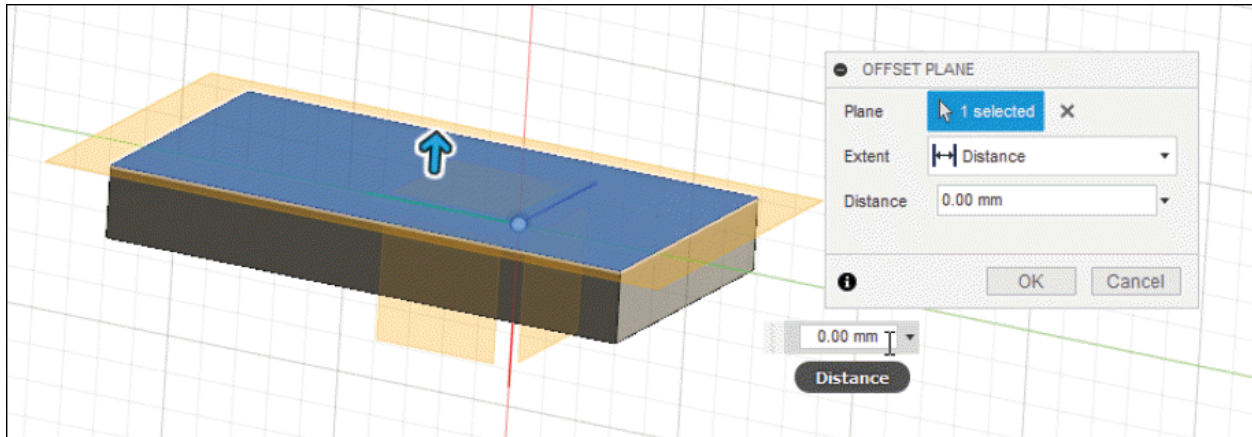 OFFSET PLANE
Plane
1 selected
Extent
Distance
Distance
0.00 mm
OK
Cancel
0.00 mm
Distance